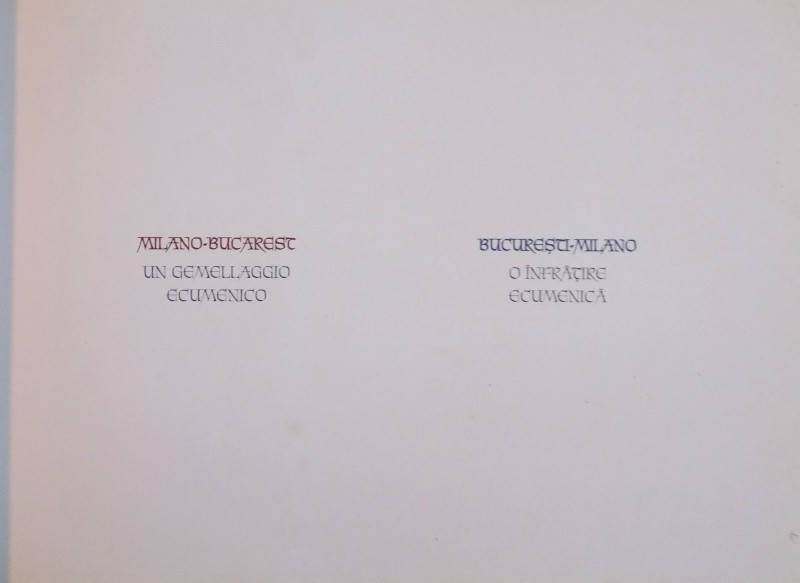 MILANO-BUCAREST
UN GEMELLAGGIO
ECUMENICO
BUCUREȘTI-MILANO
O ÎNFRĂȚIRE
ECUMENICĂ